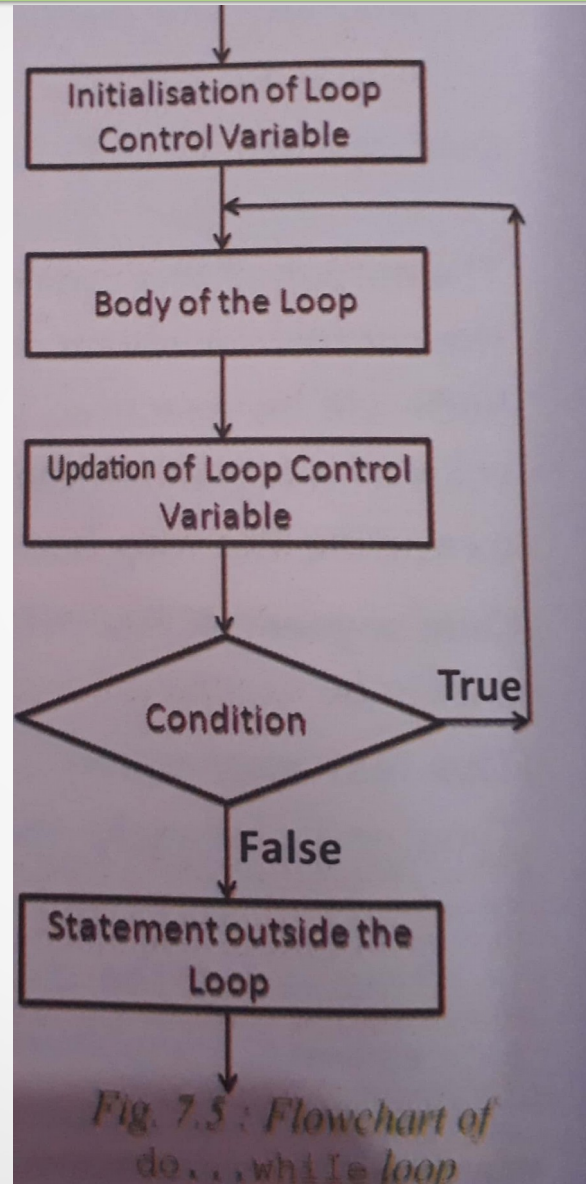 Initialisation of Loop
Control Variable
Body of the Loop
Updation of Loop Control
Variable
True
Condition
False
Statement outside the
Loop
Fig. 7.5 : Flowchart of
do...while loop